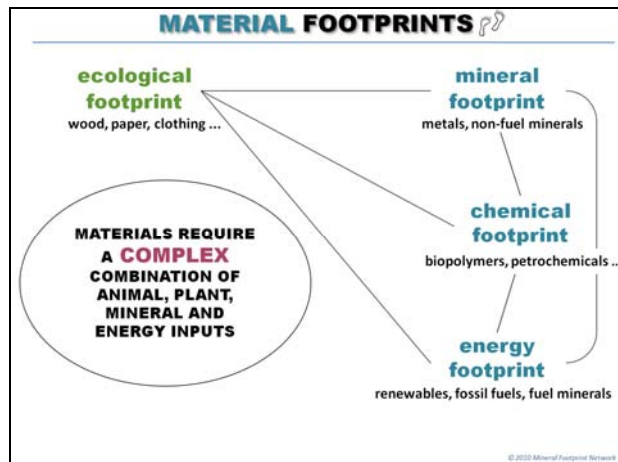 MATERIAL FOOTPRINTS
ecological
footprint
wood, paper, clothing ...
mineral
footprint
metals, non-fuel minerals
MATERIALS REQUIRE
A COMPLEX
COMBINATION OF
ANIMAL, PLANT,
MINERAL AND
ENERGY INPUTS
chemical
footprint
biopolymers, petrochemicals ..
energy
footprint
renewables, fossil fuels, fuel minerals
© 2010 Mineral Footprint Network